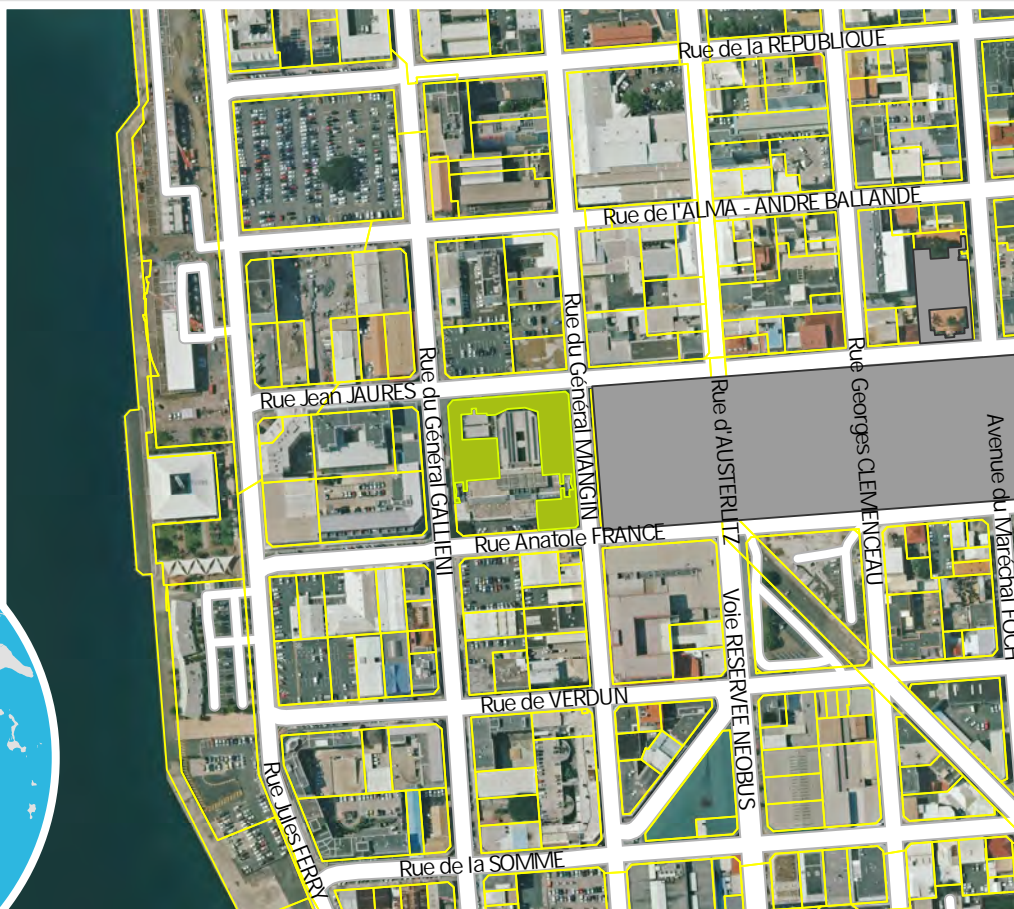 Rue de la REPUBLIQUE
Rue de l'ALMA - ANDRE BALLANDE
Rue du Général MANGIN
Rue Georges CLEMENCEAU
Rue du Général GALLIENI
Rue Jean JAURES
Rue d'AUSTERLITZ
Avenue du Maréchal FOCH
Rue Anatole FRANCE
Voie RESERVEE NEOBUS
Rue de VERDUN
Rue Jules FERRY
Rue de la SOMME